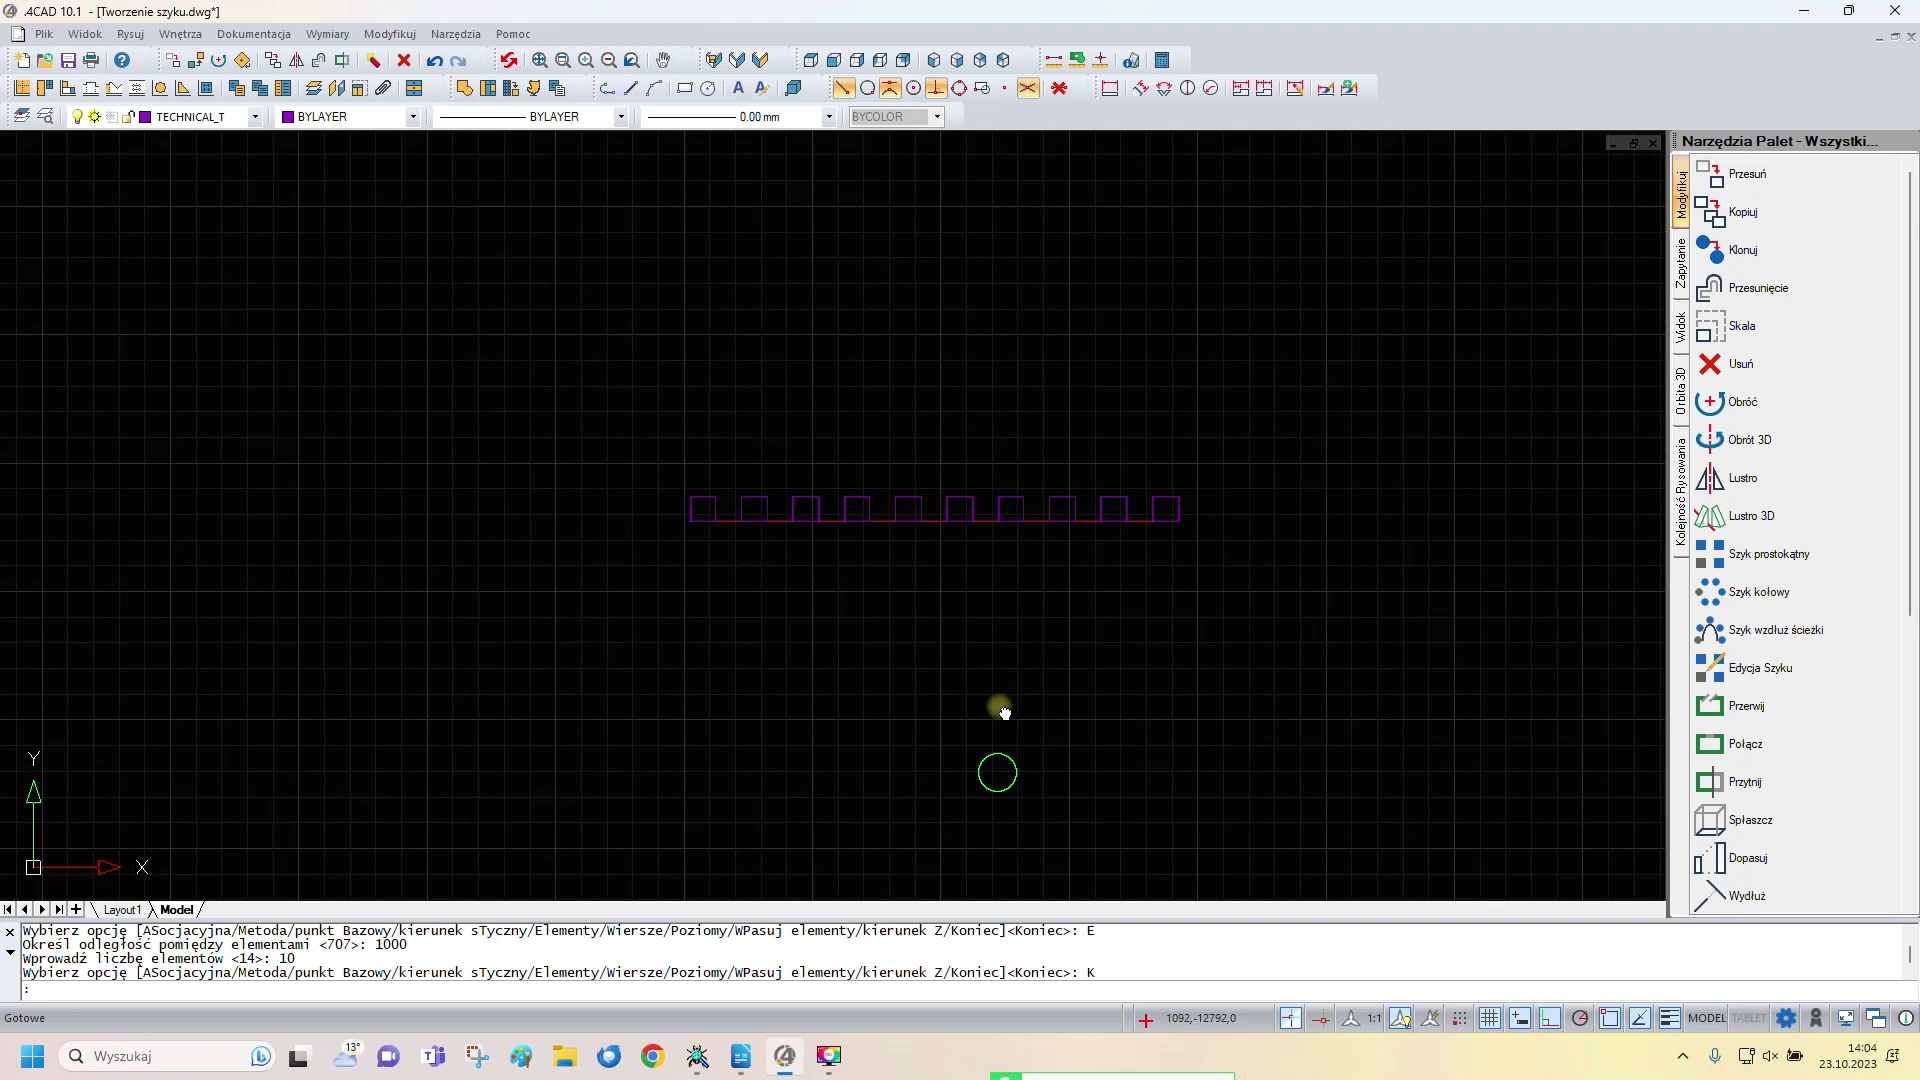 .4CAD 10.1 - [Tworzenie szyku.dwg*]
Plik Widok Rysuj Wnętrza Dokumentacja Wymiary Modyfikuj Narzędzia Pomoc
TECHNICAL_T BYLAYER BYLAYER 0.00 mm BYCOLOR
Narzędzia Palet - Wszystki...
Modyfikuj
Zapytanie
Widok
Orbita 3D
Kolejność Rysowania
Przesuń
Kopiuj
Klonuj
Przesunięcie
Skala
Usuń
Obróć
Obrót 3D
Lustro
Lustro 3D
Szyk prostokątny
Szyk kołowy
Szyk wzdłuż ścieżki
Edycja Szyku
Przerwij
Połącz
Przytnij
Spłaszcz
Dopasuj
Wydłuż
Y
X
Layout1 Model
Wybierz opcję [ASocjacyjna/Metoda/punkt Bazowy/kierunek sTyczny/Elementy/Wiersze/Poziomy/WPasuj elementy/kierunek Z/Koniec]<Koniec>: E
Określ odległość pomiędzy elementami <707>: 1000
Wprowadź liczbę elementów <14>: 10
Wybierz opcję [ASocjacyjna/Metoda/punkt Bazowy/kierunek sTyczny/Elementy/Wiersze/Poziomy/WPasuj elementy/kierunek Z/Koniec]<Koniec>: K
:
Gotowe 1092,-12792,0 1:1 MODEL TABLET
Wyszukaj 13° 14:04
23.10.2023